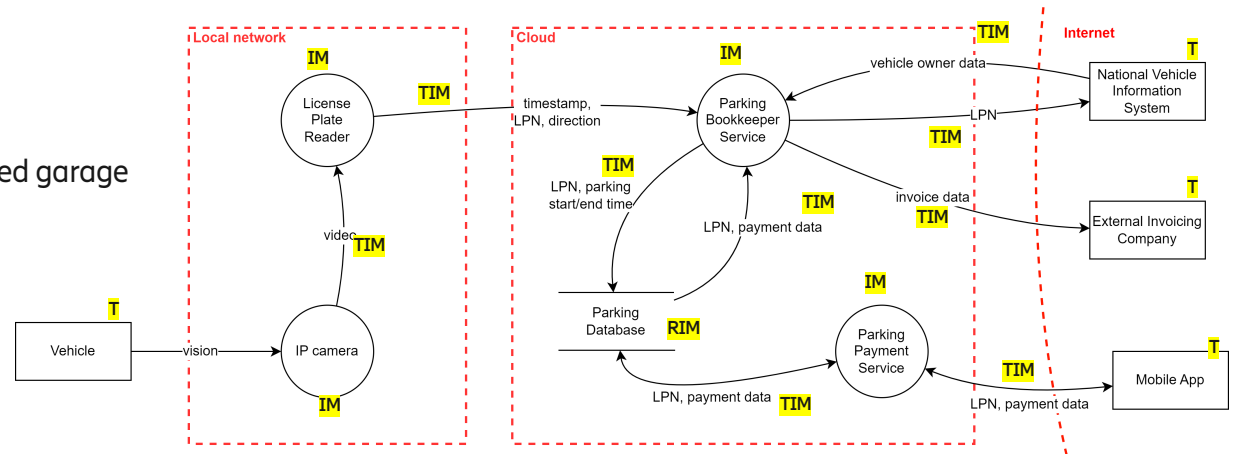 ed garage
Local network
IM
License
Plate
Reader
TIM
video
TIM
T
Vehicle
vision
IP camera
IM
timestamp,
LPN, direction
Cloud
IM
Parking
Bookkeeper
Service
TIM
vehicle owner data
LPN
TIM
TIM
LPN, parking
start/end time
TIM
LPN, payment data
invoice data
TIM
Parking
Database
RIM
IM
Parking
Payment
Service
LPN, payment data
TIM
TIM
LPN, payment data
Internet
T
National Vehicle
Information
System
T
External Invoicing
Company
T
Mobile App